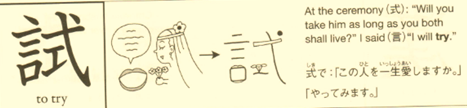 試
to try
At the ceremony (式): "Will you
take him as long as you both
shall live?" I said (言) "I will try."
式で：「この人を一生愛しますか。」
「やってみます。」